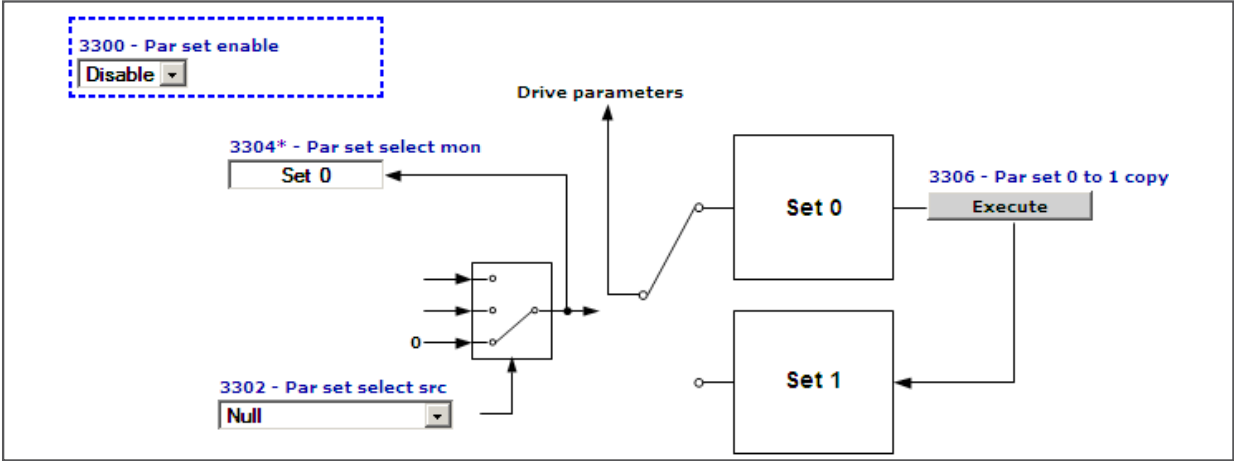 3300 - Par set enable
Disable
Drive parameters
3304* - Par set select mon
Set 0
Set 0
3306 - Par set 0 to 1 copy
Execute
0
3302 - Par set select src
Null
Set 1